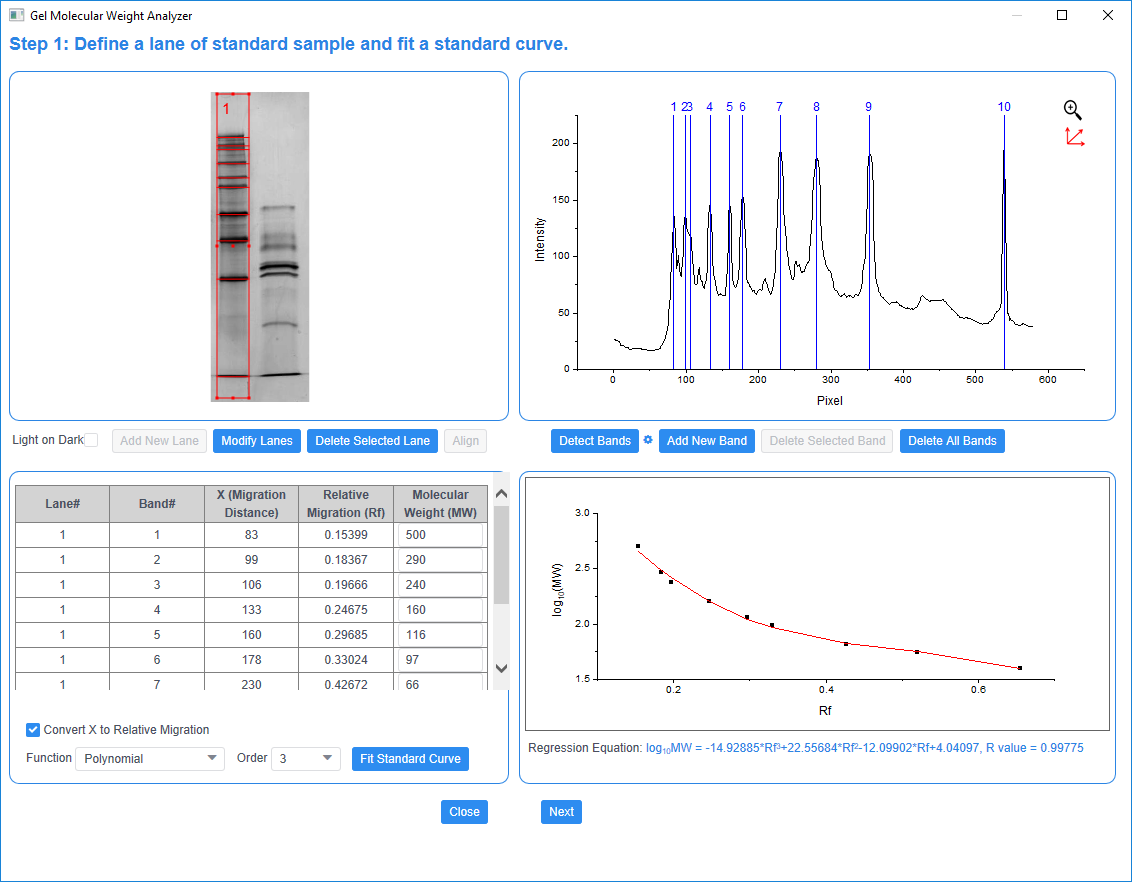 Gel Molecular Weight Analyzer
Step 1: Define a lane of standard sample and fit a standard curve.
1
1 2 3 4 5 6 7 8 9 10
200
150
100
50
0
Intensity
0 100 200 300 400 500 600
Pixel
Light on Dark Add New Lane Modify Lanes Delete Selected Lane Align
Detect Bands Add New Band Delete Selected Band Delete All Bands
Lane# Band# X (Migration Distance) Relative Migration (Rf) Molecular Weight (MW)
1 1 83 0.15399 500
1 2 99 0.18367 290
1 3 106 0.19666 240
1 4 133 0.24675 160
1 5 160 0.29685 116
1 6 178 0.33024 97
1 7 230 0.42672 66
Convert X to Relative Migration
Function Polynomial Order 3 Fit Standard Curve
3.0
2.5
2.0
1.5
log₁₀(MW)
0.2 0.4 0.6
Rf
Regression Equation: log₁₀MW = -14.92885*Rf³+22.55684*Rf²-12.09902*Rf+4.04097, R value = 0.99775
Close Next